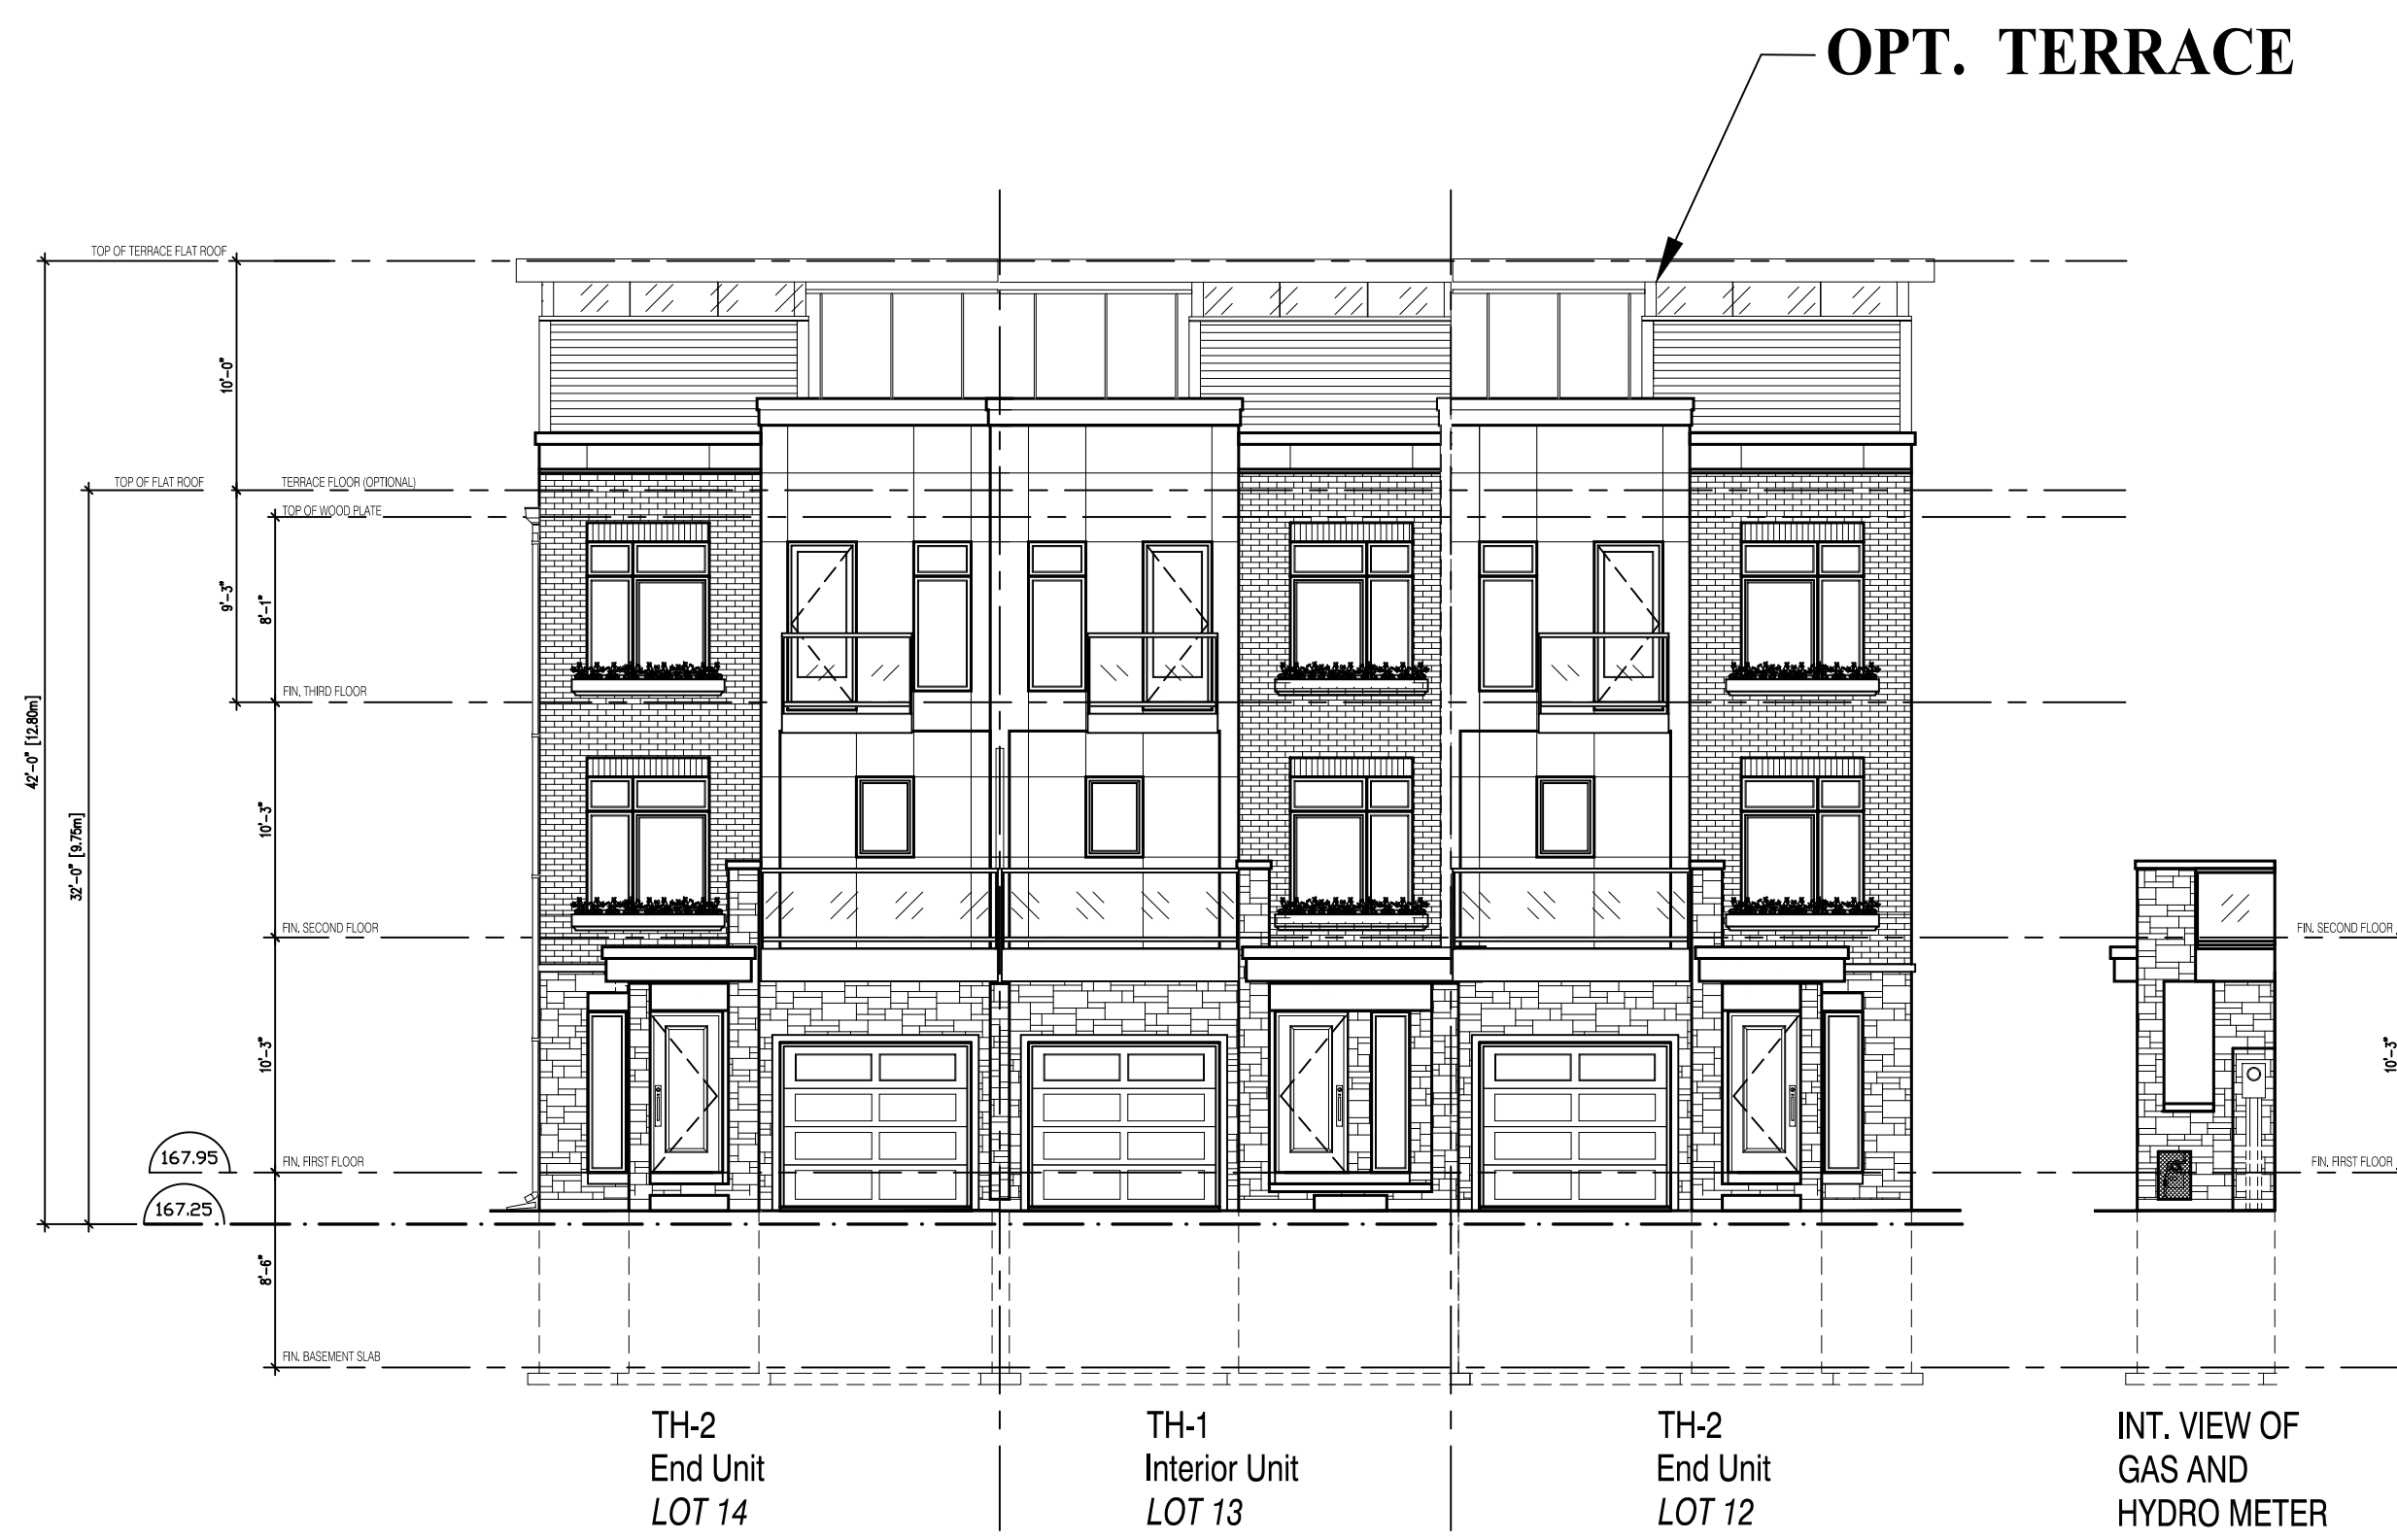 OPT. TERRACE
TOP OF TERRACE FLAT ROOF
10'-0"
TOP OF FLAT ROOF
TERRACE FLOOR (OPTIONAL)
TOP OF WOOD PLATE
9'-3"
8'-1"
FIN. THIRD FLOOR
42'-0" [12.80m]
32'-0" [9.75m]
10'-3"
FIN. SECOND FLOOR
FIN. SECOND FLOOR
10'-3"
10'-3"
167.95
FIN. FIRST FLOOR
FIN. FIRST FLOOR
167.25
8'-6"
FIN. BASEMENT SLAB
TH-2
End Unit
LOT 14
TH-1
Interior Unit
LOT 13
TH-2
End Unit
LOT 12
INT. VIEW OF
GAS AND
HYDRO METER